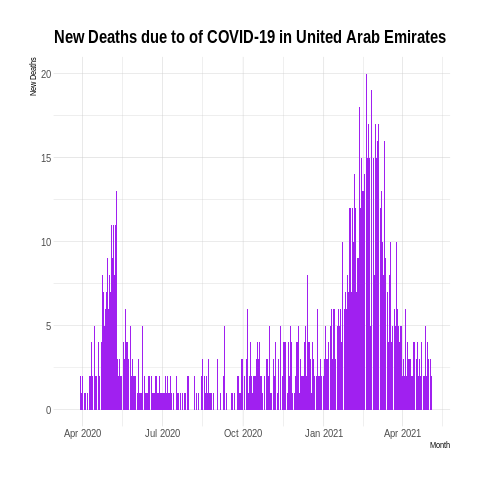 New Deaths due to of COVID-19 in United Arab Emirates
New Deaths
20
15
10
5
0
Apr 2020 Jul 2020 Oct 2020 Jan 2021 Apr 2021
Month